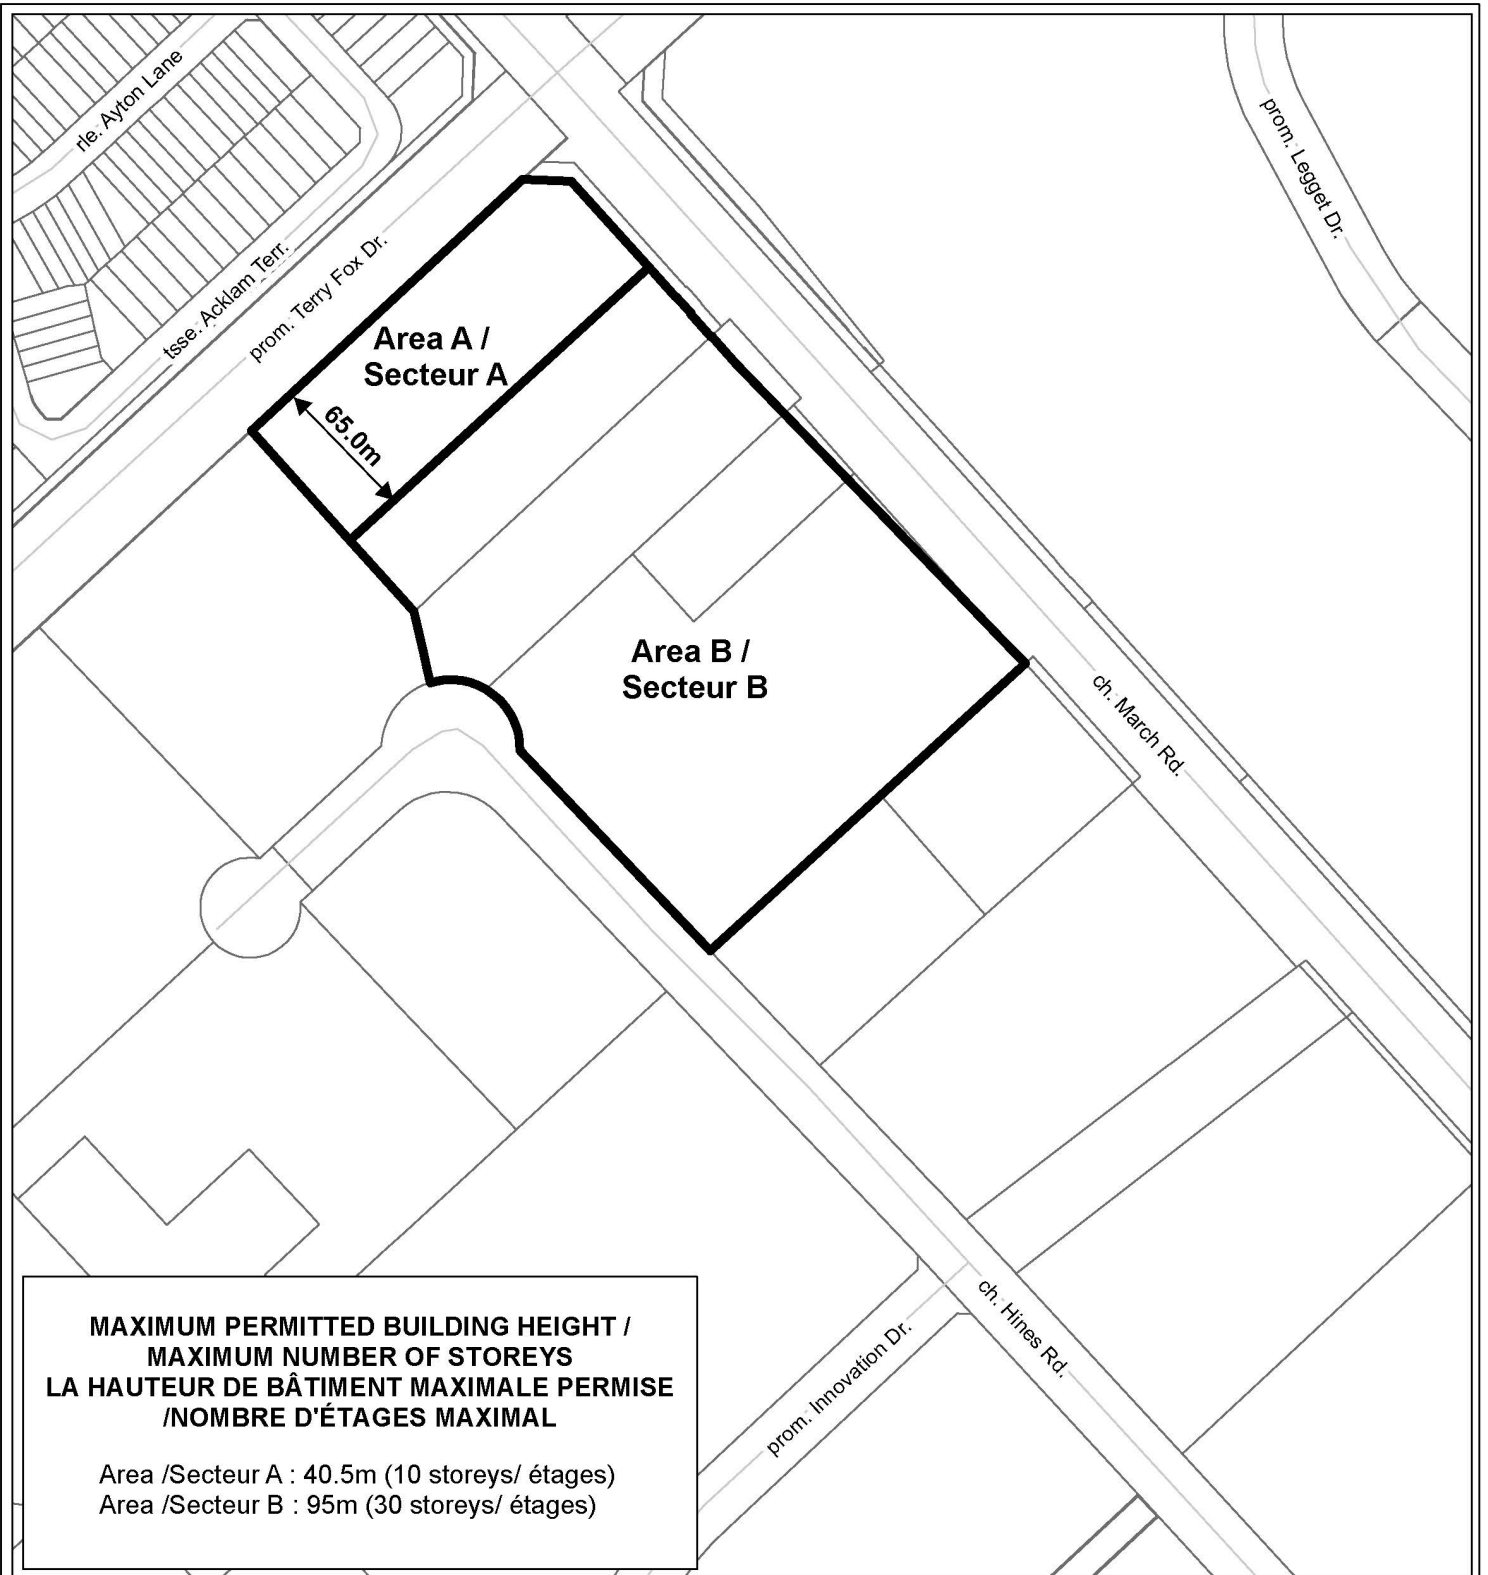 rle. Ayton Lane
prom. Legget Dr.
tsse. Acklam Terr.
prom. Terry Fox Dr.
Area A /
Secteur A
65.0m
Area B /
Secteur B
ch. March Rd.
ch. Hines Rd.
prom. Innovation Dr.
MAXIMUM PERMITTED BUILDING HEIGHT /
MAXIMUM NUMBER OF STOREYS
LA HAUTEUR DE BÂTIMENT MAXIMALE PERMISE
/NOMBRE D'ÉTAGES MAXIMAL
Area /Secteur A : 40.5m (10 storeys/ étages)
Area /Secteur B : 95m (30 storeys/ étages)